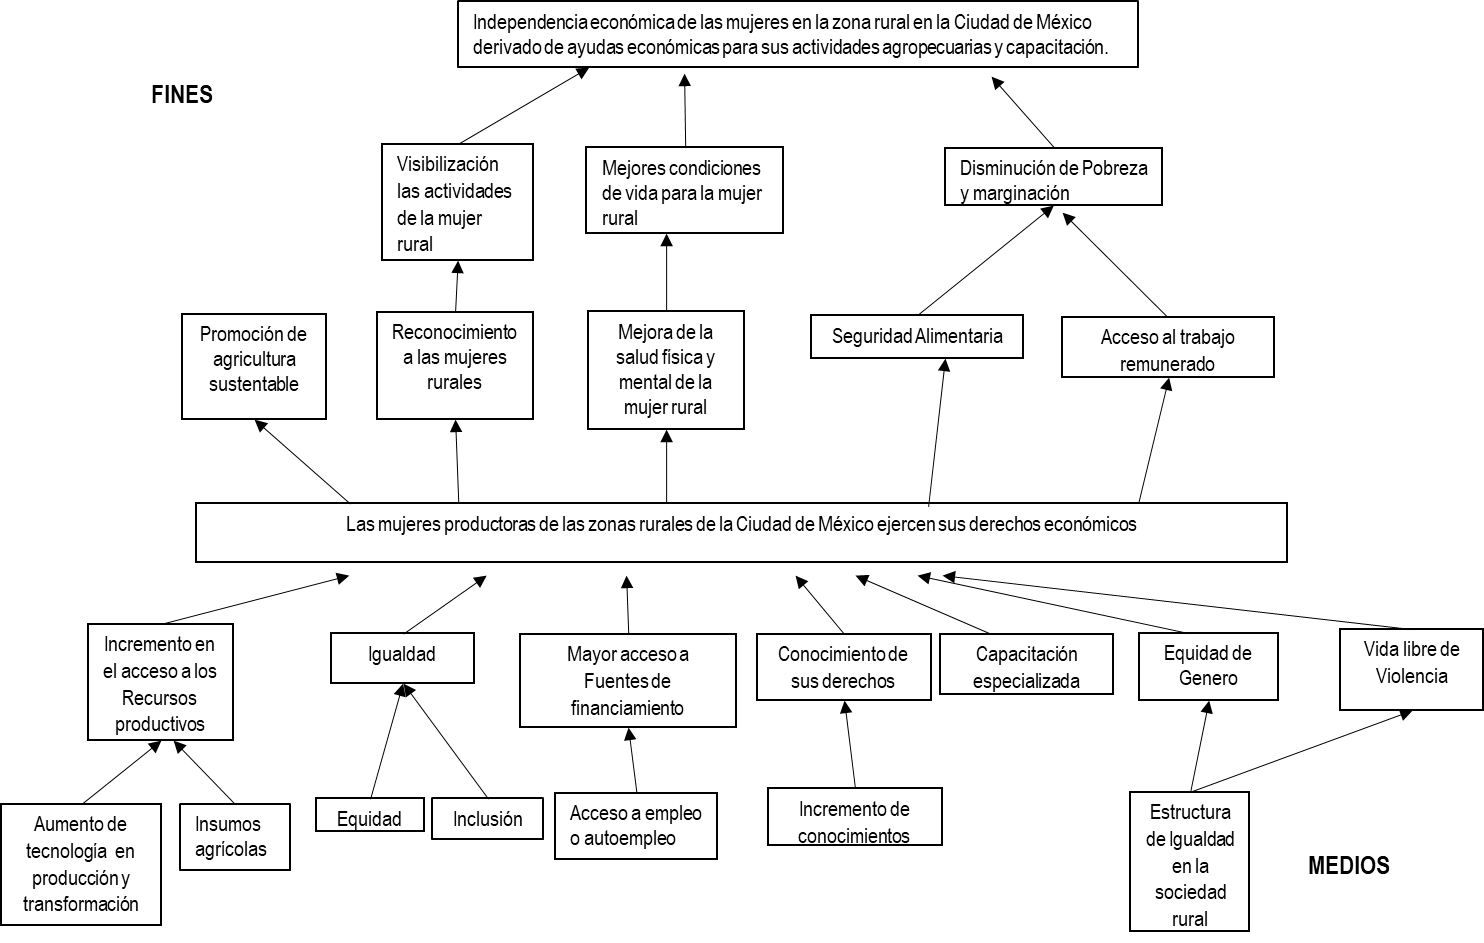 Independencia económica de las mujeres en la zona rural en la Ciudad de México
derivado de ayudas económicas para sus actividades agropecuarias y capacitación.
FINES
Visibilización
las actividades
de la mujer
rural
Mejores condiciones
de vida para la mujer
rural
Disminución de Pobreza
y marginación
Promoción de
agricultura
sustentable
Reconocimiento
a las mujeres
rurales
Mejora de la
salud física y
mental de la
mujer rural
Seguridad Alimentaria
Acceso al trabajo
remunerado
Las mujeres productoras de las zonas rurales de la Ciudad de México ejercen sus derechos económicos
Incremento en
el acceso a los
Recursos
productivos
Igualdad
Mayor acceso a
Fuentes de
financiamiento
Conocimiento de
sus derechos
Capacitación
especializada
Equidad de
Genero
Vida libre de
Violencia
Aumento de
tecnología en
producción y
transformación
Insumos
agrícolas
Equidad
Inclusión
Acceso a empleo
o autoempleo
Incremento de
conocimientos
Estructura
de Igualdad
en la
sociedad
rural
MEDIOS